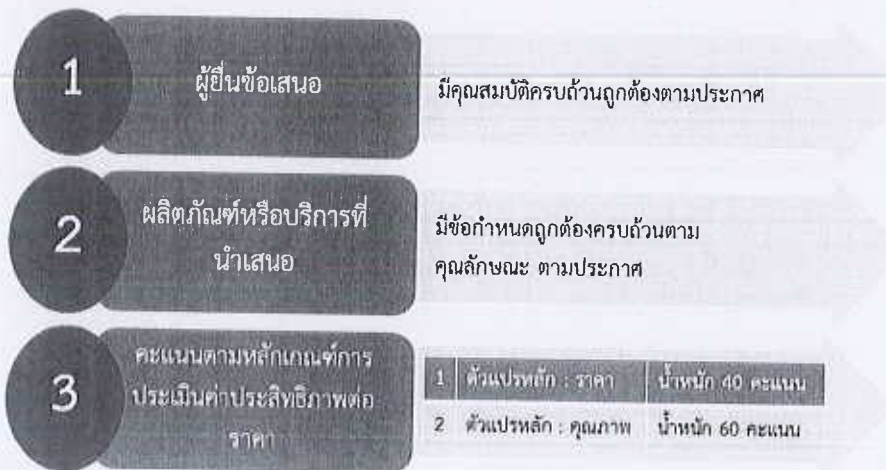 1
ผู้ยื่นข้อเสนอ
มีคุณสมบัติครบถ้วนถูกต้องตามประกาศ
2
ผลิตภัณฑ์หรือบริการที่
นำเสนอ
มีข้อกำหนดถูกต้องครบถ้วนตาม
คุณลักษณะ ตามประกาศ
3
คะแนนตามหลักเกณฑ์การ
ประเมินค่าประสิทธิภาพต่อ
ราคา
1 ตัวแปรหลัก : ราคา น้ำหนัก 40 คะแนน
2 ตัวแปรหลัก : คุณภาพ น้ำหนัก 60 คะแนน